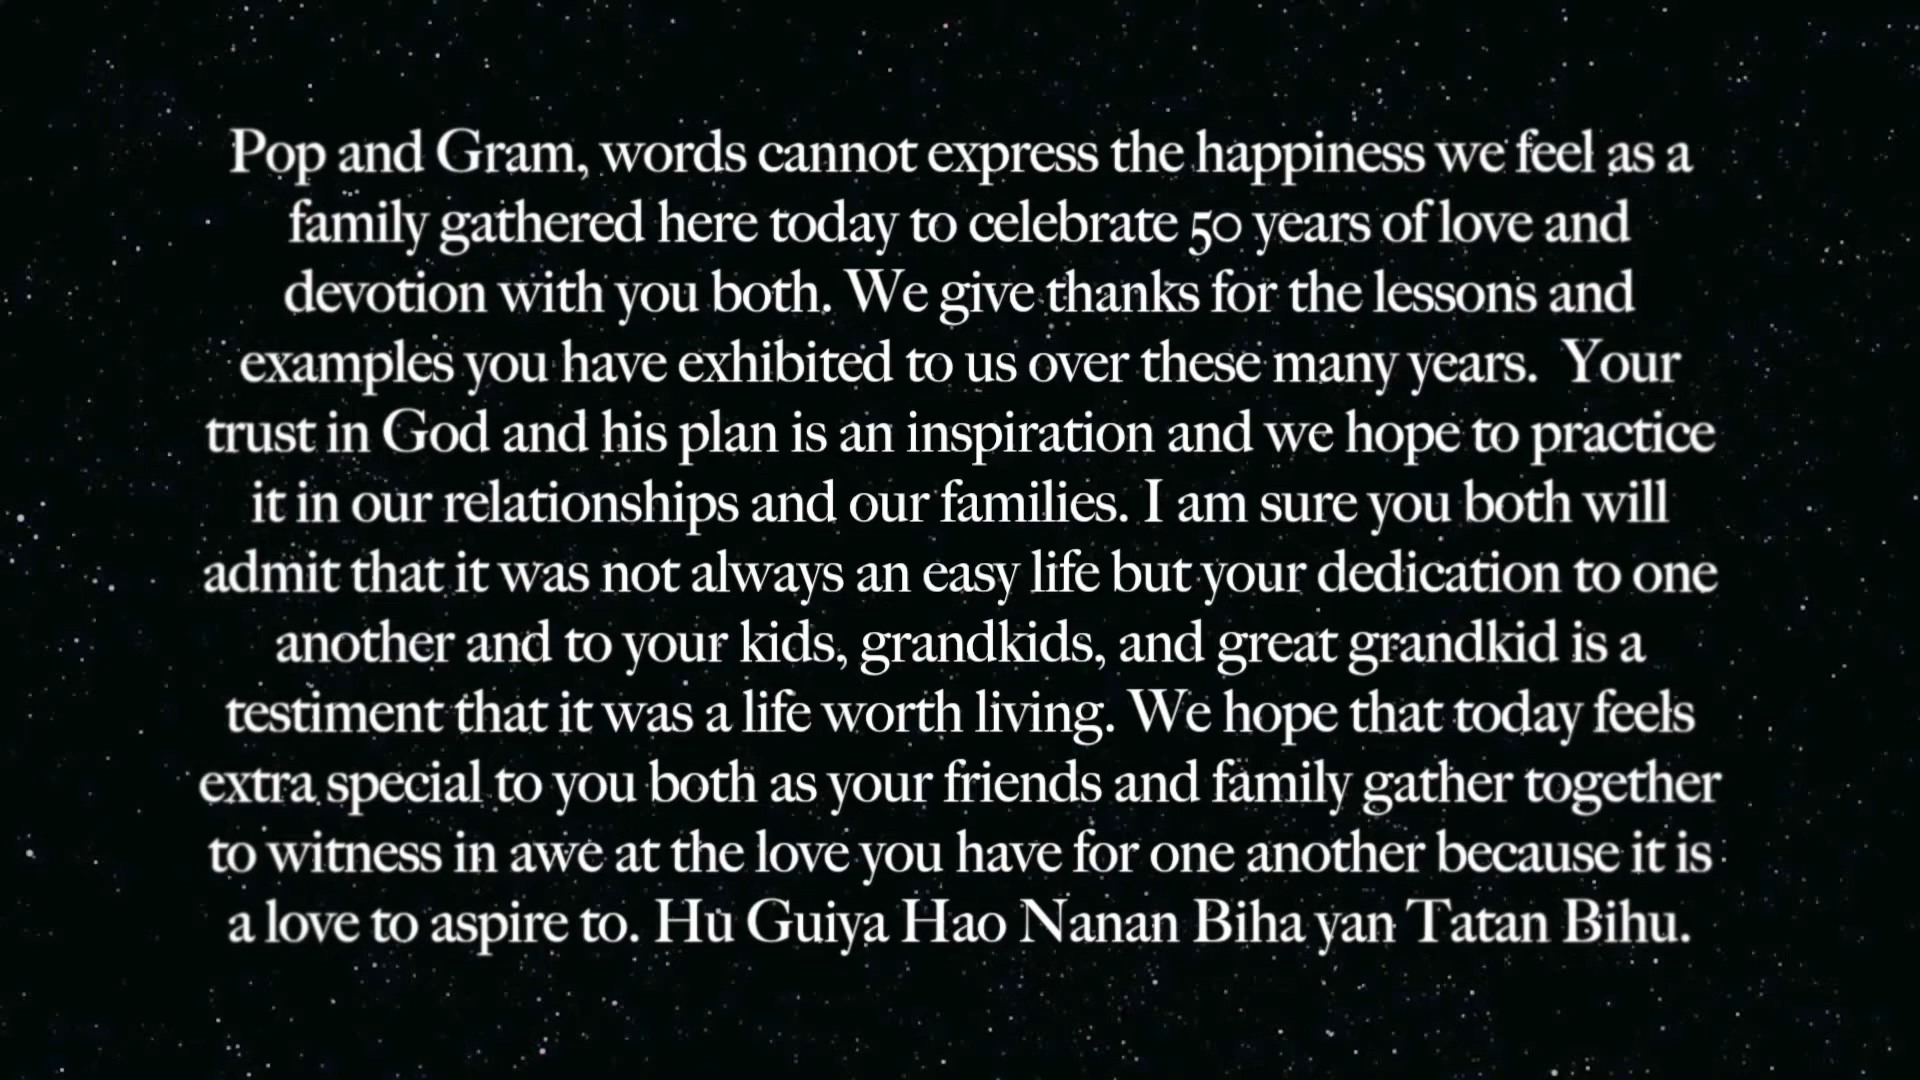 Pop and Gram, words cannot express the happiness we feel as a
family gathered here today to celebrate 50 years of love and
devotion with you both. We give thanks for the lessons and
examples you have exhibited to us over these many years.  Your
trust in God and his plan is an inspiration and we hope to practice
it in our relationships and our families. I am sure you both will
admit that it was not always an easy life but your dedication to one
another and to your kids, grandkids, and great grandkid is a
testiment that it was a life worth living. We hope that today feels
extra special to you both as your friends and family gather together
to witness in awe at the love you have for one another because it is
a love to aspire to. Hu Guiya Hao Nanan Biha yan Tatan Bihu.